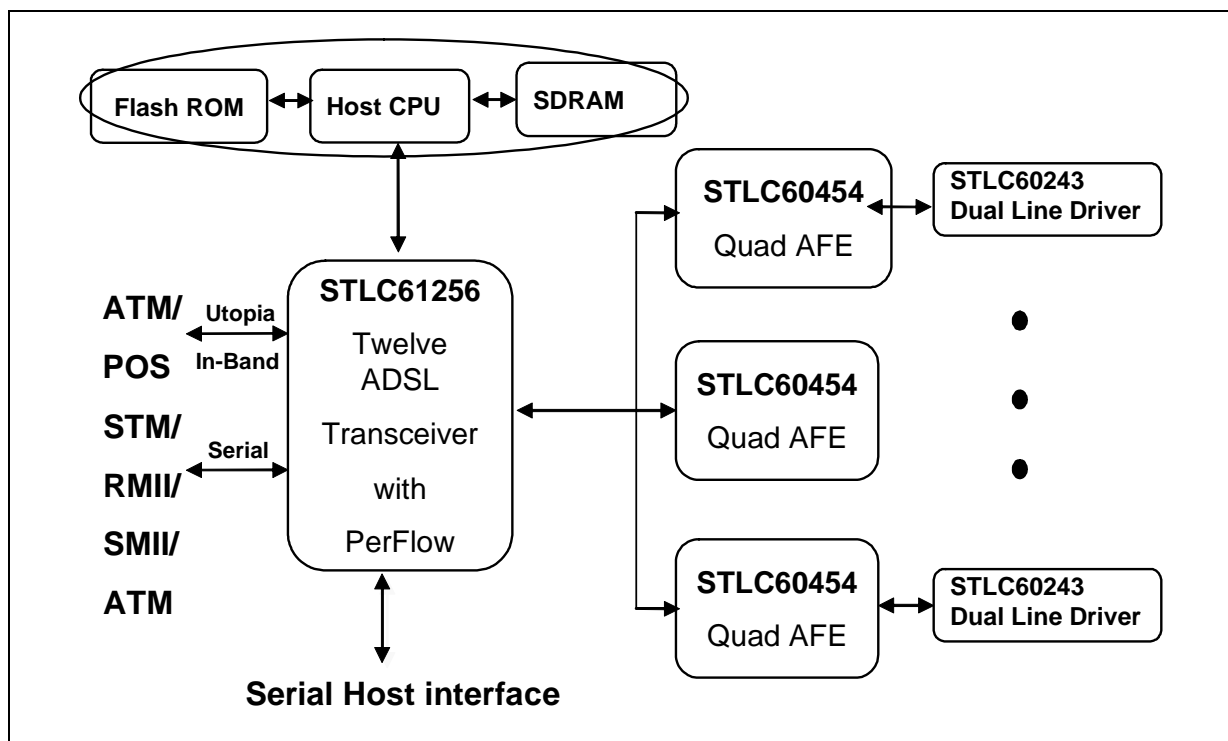 Flash ROM
Host CPU
SDRAM
STLC60454
Quad AFE
STLC60243
Dual Line Driver
ATM/
POS
STM/
RMII/
SMII/
ATM
Utopia
In-Band
Serial
STLC61256
Twelve
ADSL
Transceiver
with
PerFlow
STLC60454
Quad AFE
STLC60454
Quad AFE
STLC60243
Dual Line Driver
Serial Host interface